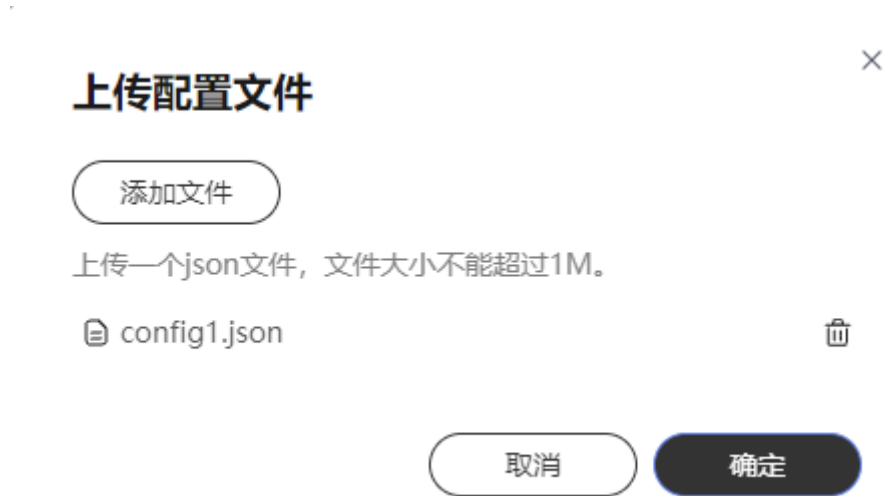 上传配置文件
添加文件
上传一个json文件，文件大小不能超过1M。
config1.json
取消
确定